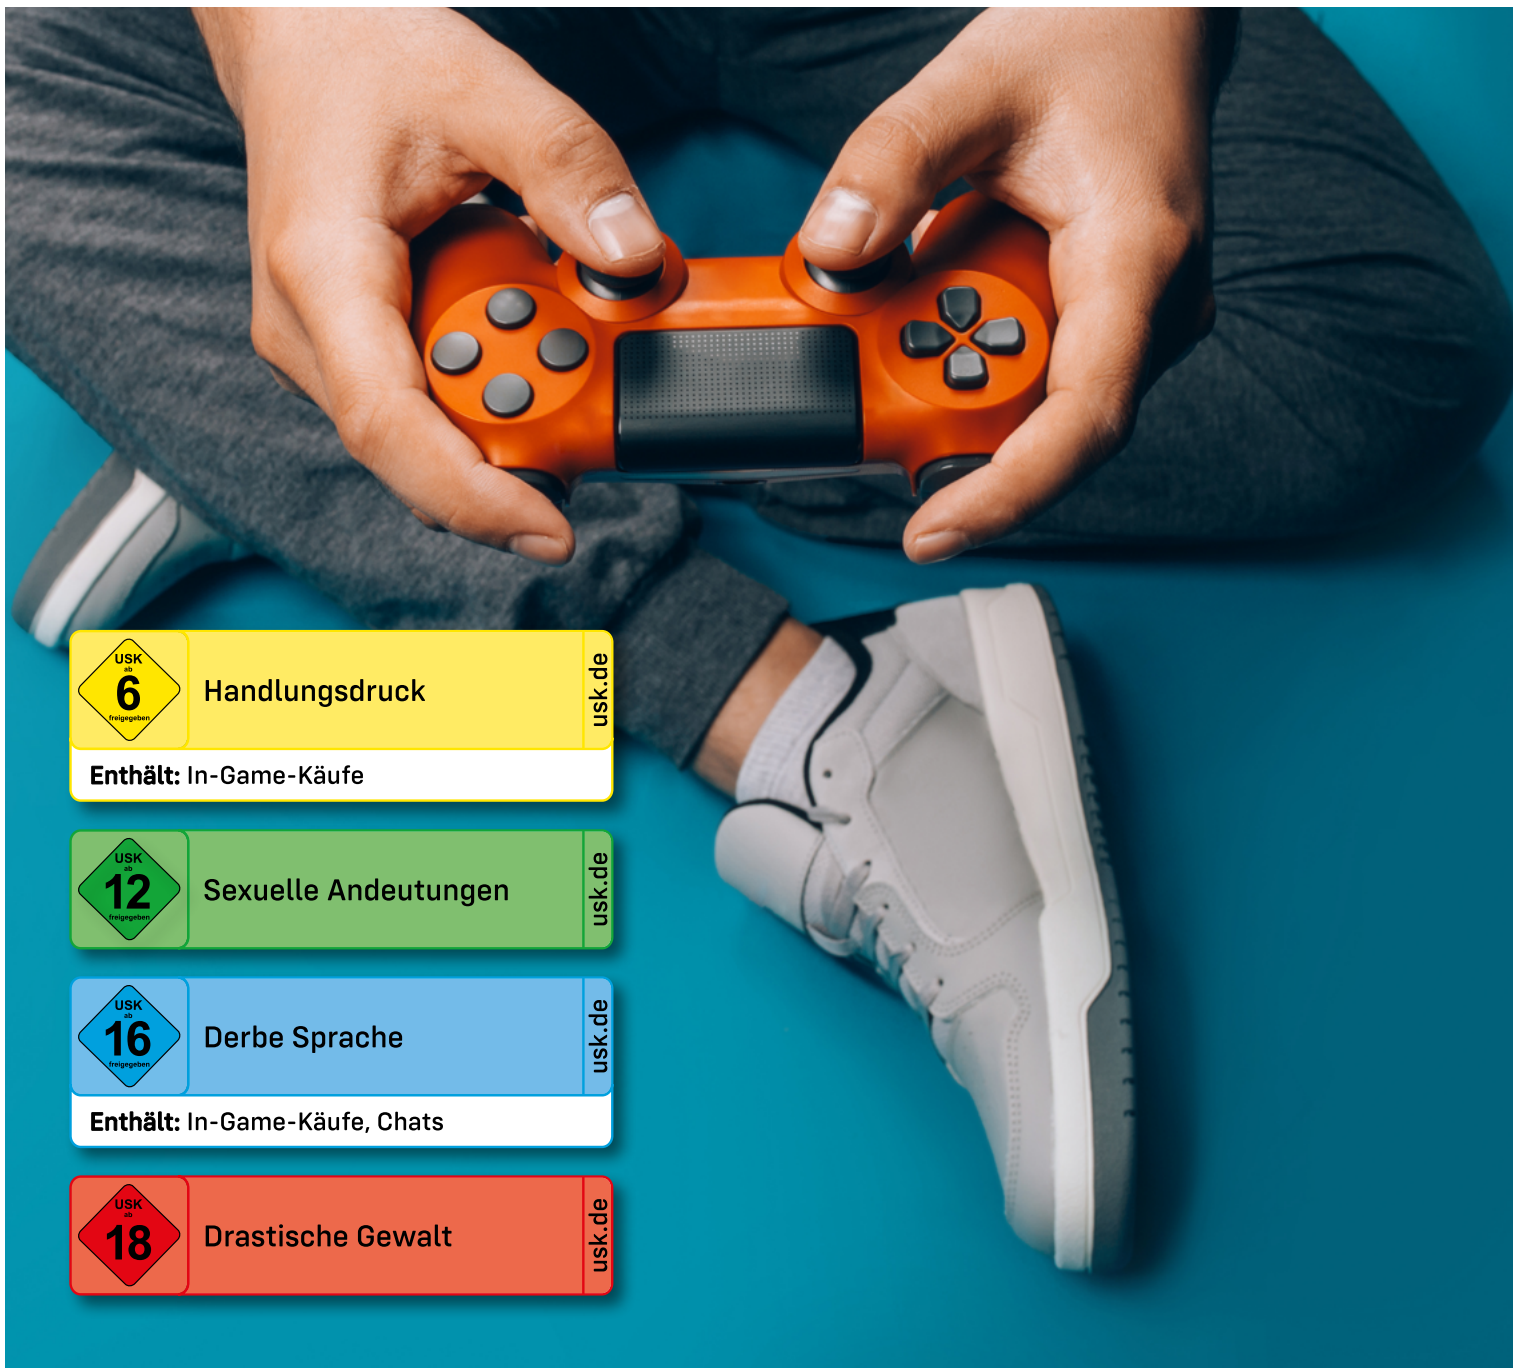 USK
ab
6
freigegeben
Handlungsdruck
usk.de
Enthält: In-Game-Käufe
USK
ab
12
freigegeben
Sexuelle Andeutungen
usk.de
USK
ab
16
freigegeben
Derbe Sprache
usk.de
Enthält: In-Game-Käufe, Chats
USK
ab
18
Drastische Gewalt
usk.de